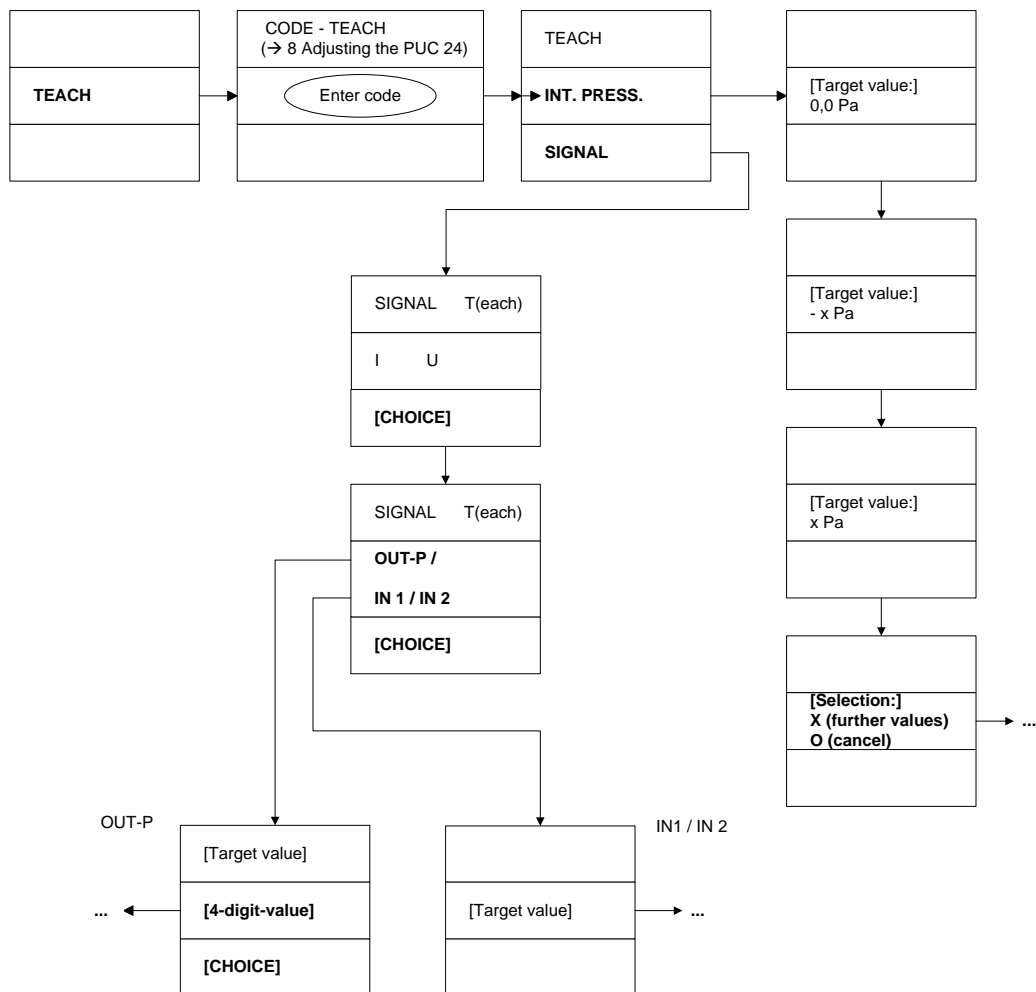 TEACH
CODE - TEACH
(→ 8 Adjusting the PUC 24)
Enter code
TEACH
INT. PRESS.
SIGNAL
[Target value:]
0,0 Pa
[Target value:]
- x Pa
[Target value:]
x Pa
[Selection:]
X (further values)
O (cancel)
...
SIGNAL T(each)
I U
[CHOICE]
SIGNAL T(each)
OUT-P /
IN 1 / IN 2
[CHOICE]
OUT-P
[Target value]
[4-digit-value]
[CHOICE]
...
IN1 / IN 2
[Target value]
...